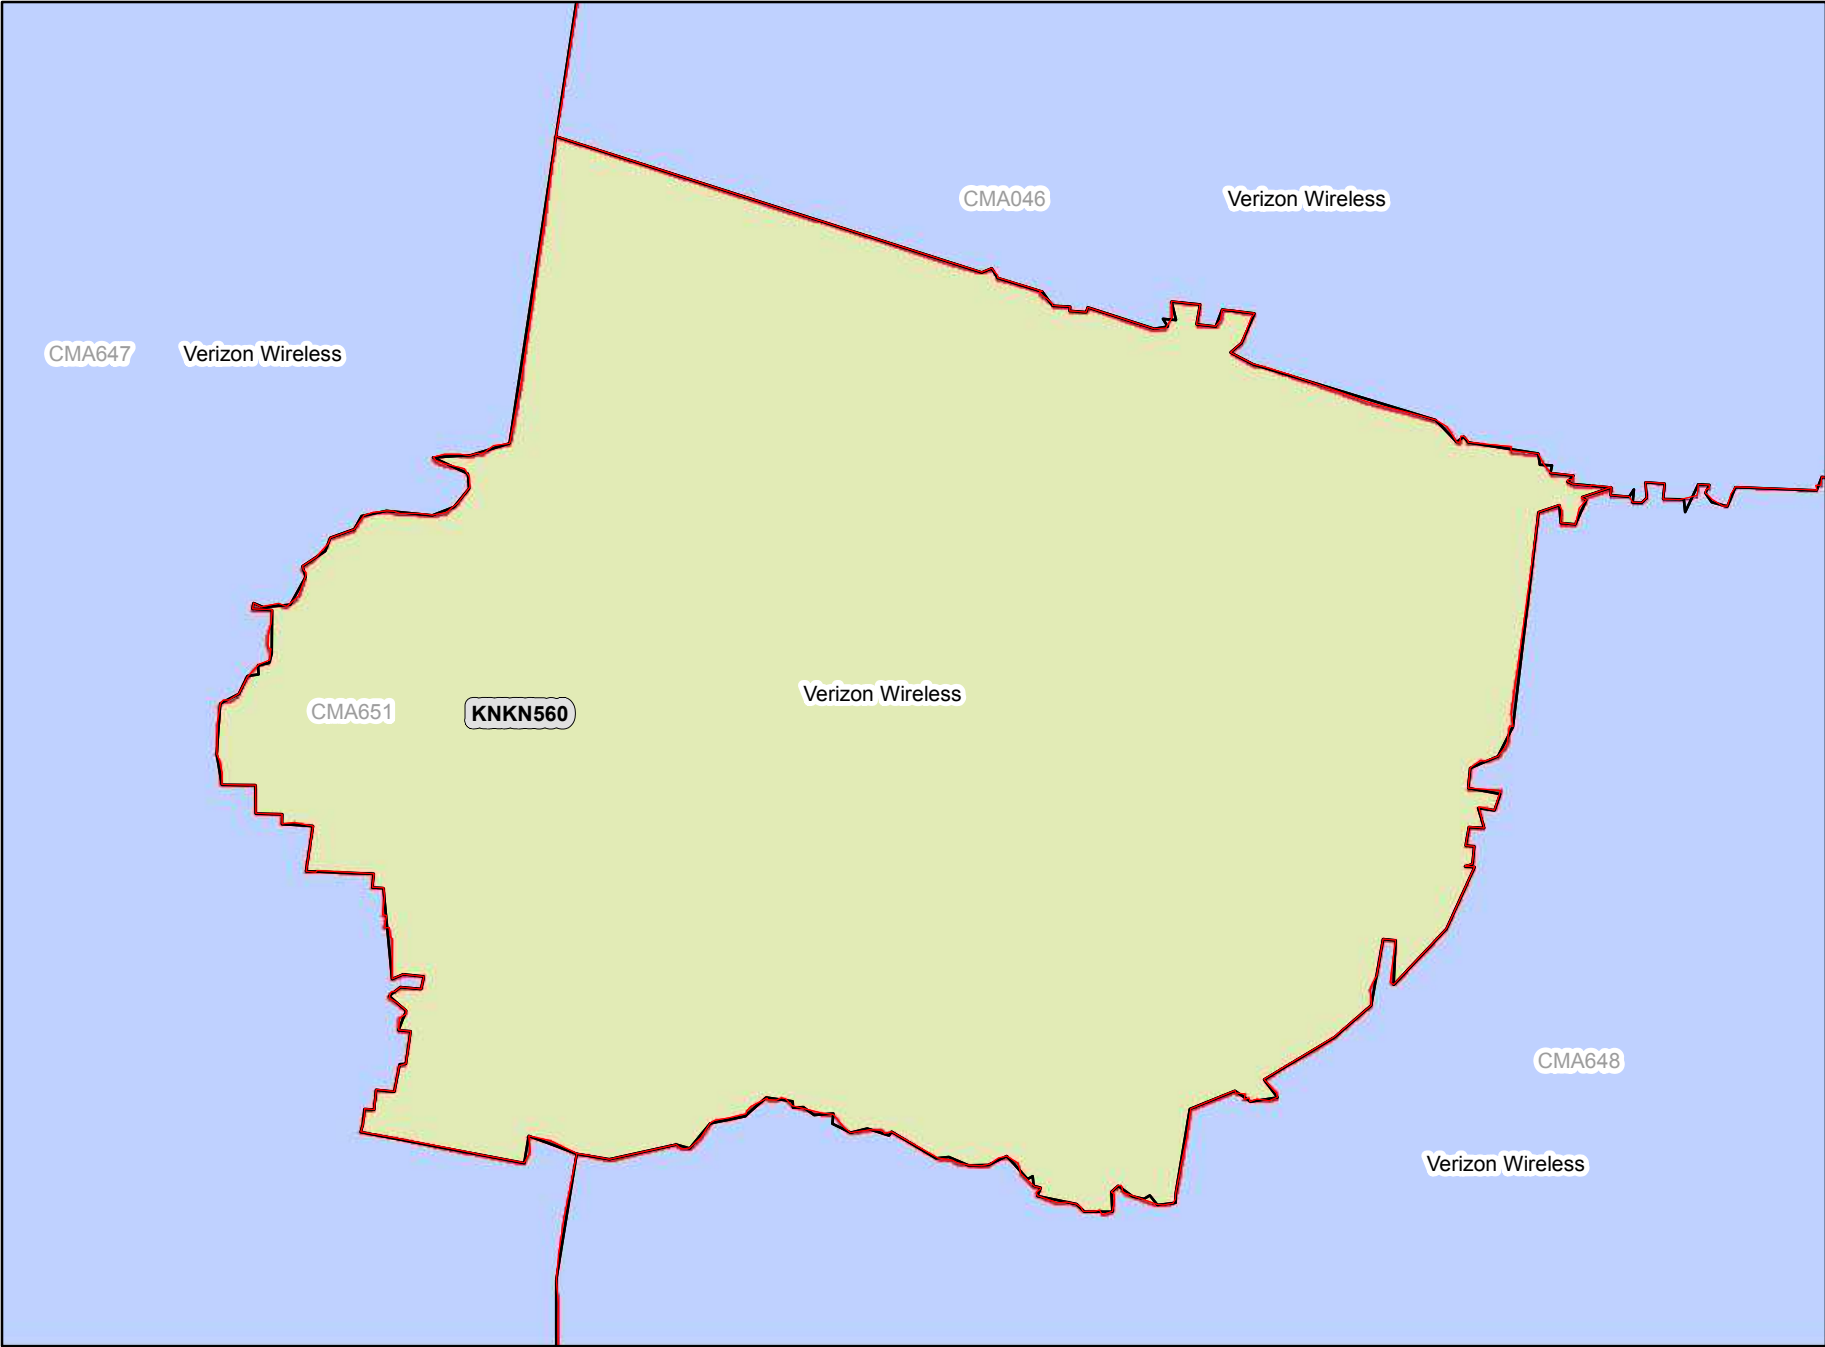 CMA046 Verizon Wireless
CMA647 Verizon Wireless
Verizon Wireless
CMA651 KNKN560
CMA648
Verizon Wireless